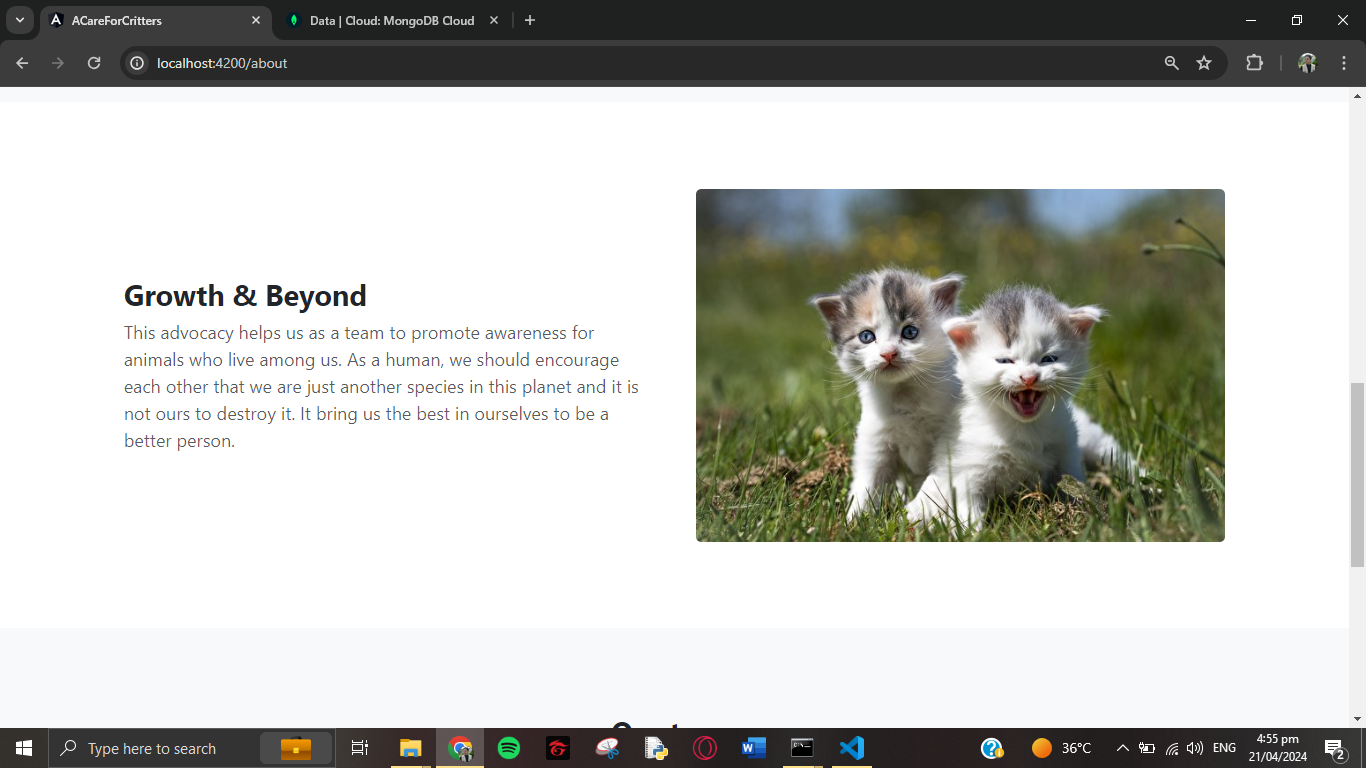 ACareForCritters
Data | Cloud: MongoDB Cloud
localhost:4200/about
Growth & Beyond
This advocacy helps us as a team to promote awareness for
animals who live among us. As a human, we should encourage
each other that we are just another species in this planet and it is
not ours to destroy it. It bring us the best in ourselves to be a
better person.
Type here to search
36°C
ENG
4:55 pm
21/04/2024
2